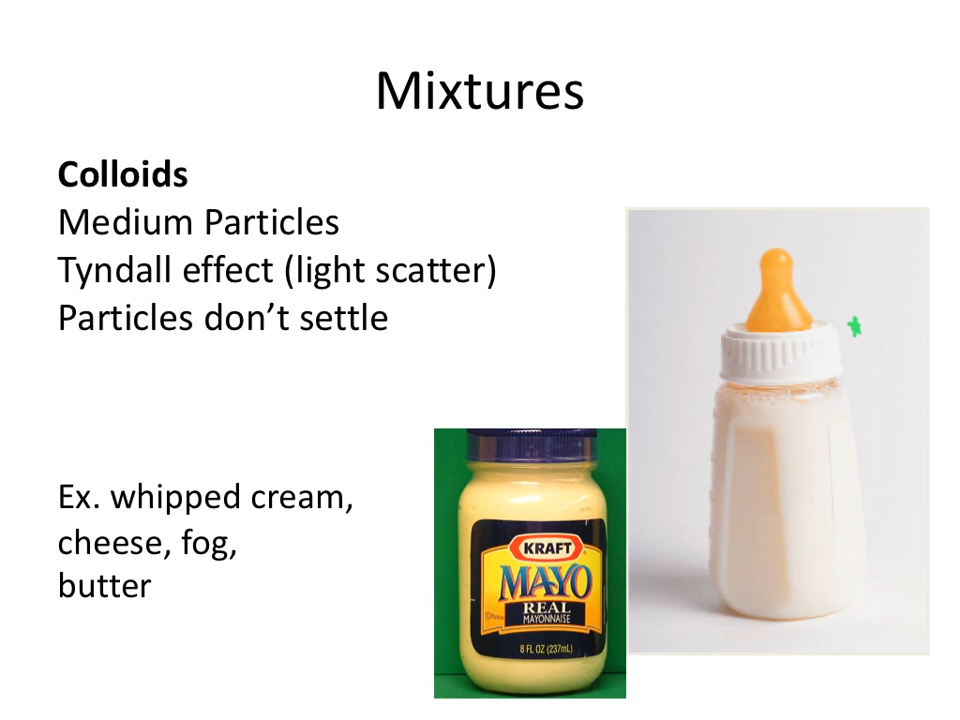 Mixtures
Colloids
Medium Particles
Tyndall effect (light scatter)
Particles don’t settle
Ex. whipped cream,
cheese, fog,
butter
KRAFT
MAYO
REAL
MAYONNAISE
8 FL OZ (237mL)